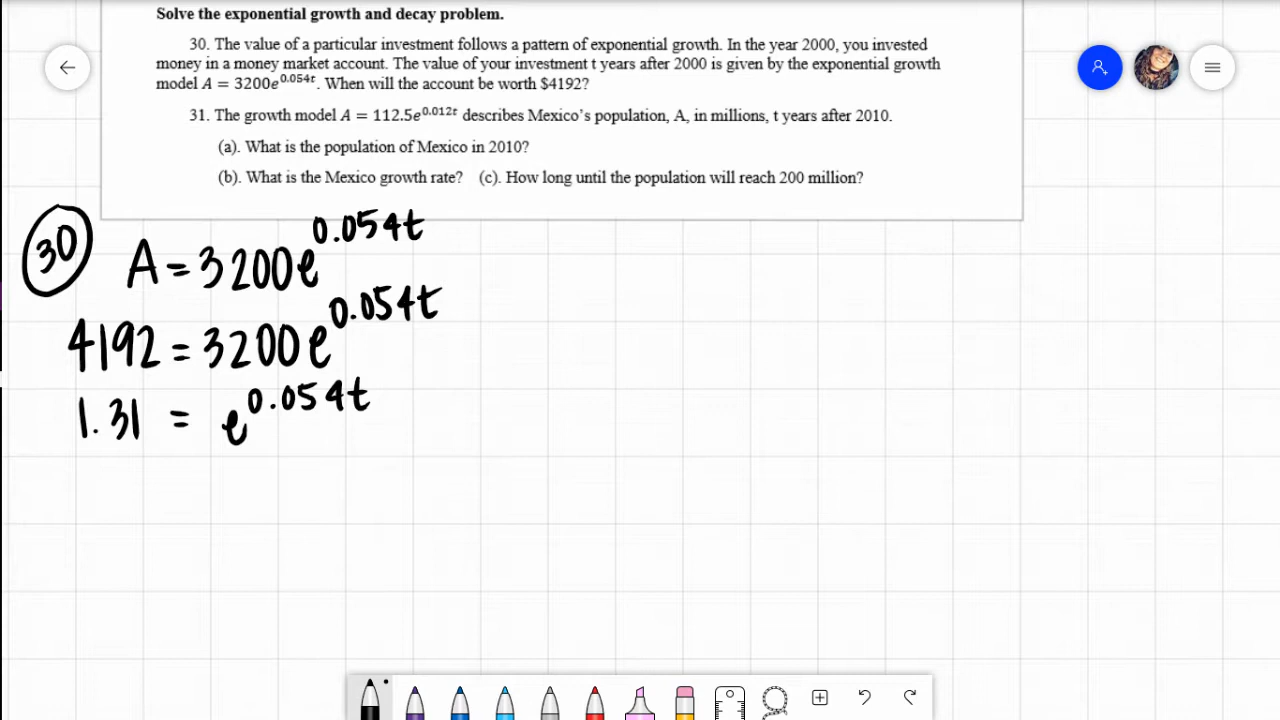 Solve the exponential growth and decay problem.
30. The value of a particular investment follows a pattern of exponential growth. In the year 2000, you invested
money in a money market account. The value of your investment t years after 2000 is given by the exponential growth
model A = 3200e^0.054t. When will the account be worth $4192?
31. The growth model A = 112.5e^0.012t describes Mexico's population, A, in millions, t years after 2010.
(a). What is the population of Mexico in 2010?
(b). What is the Mexico growth rate? (c). How long until the population will reach 200 million?
30 A = 3200e^0.054t
4192 = 3200e^0.054t
1.31 = e^0.054t